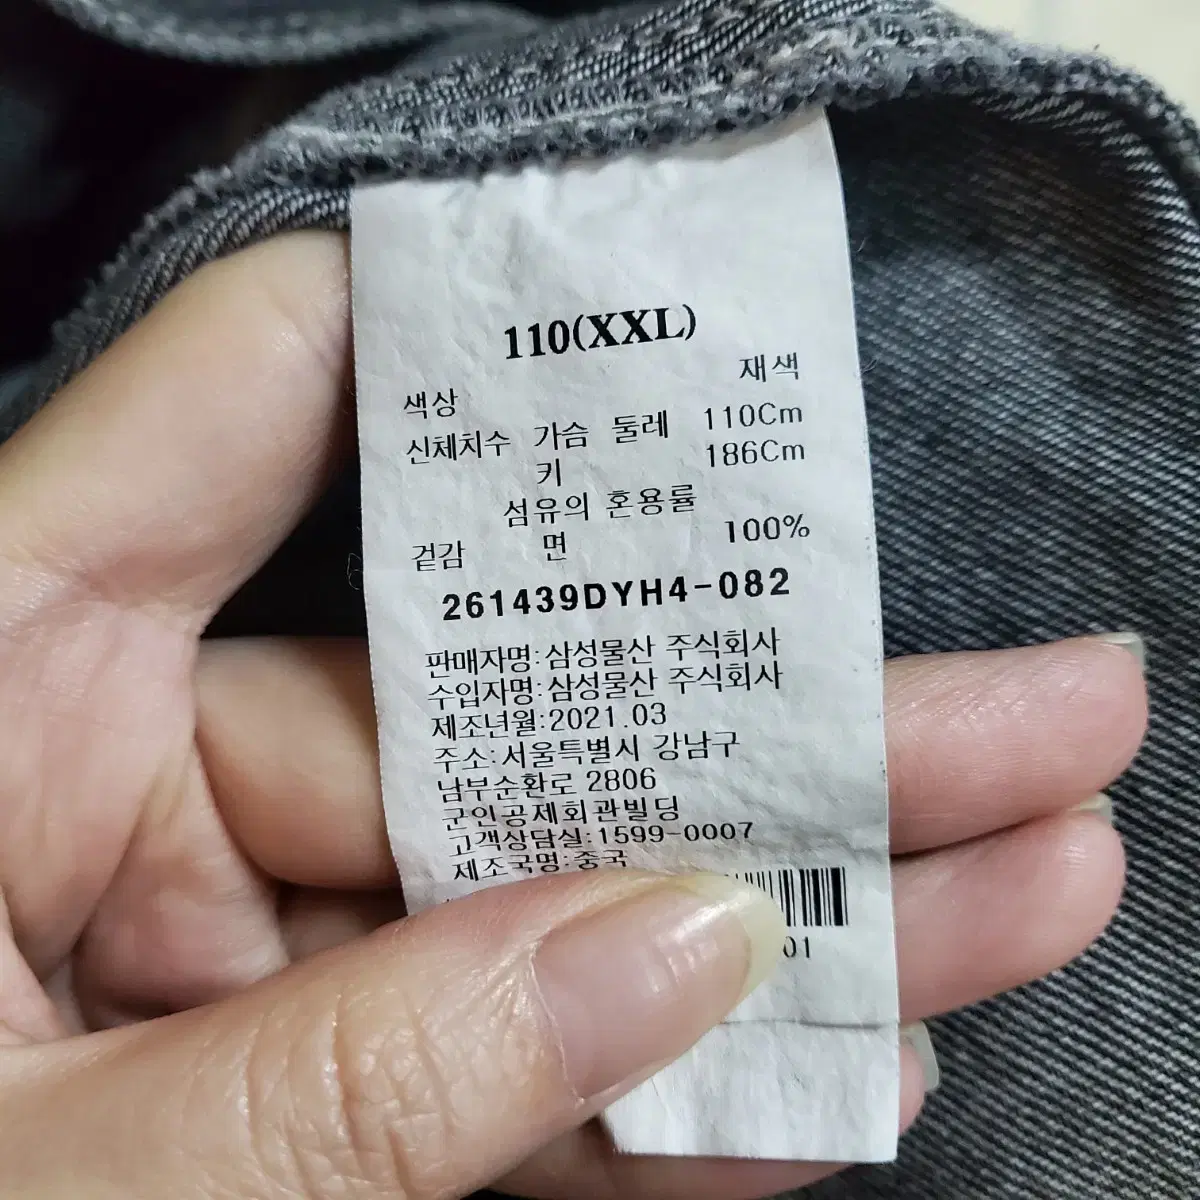 110(XXL)
색상 재색
신체치수 가슴 둘레 110Cm
키 186Cm
섬유의 혼용률
겉감 면 100%
261439DYH4-082
판매자명:삼성물산 주식회사
수입자명:삼성물산 주식회사
제조년월:2021.03
주소:서울특별시 강남구
남부순환로 2806
군인공제회관빌딩
고객상담실:1599-0007
제조국명:중국
01